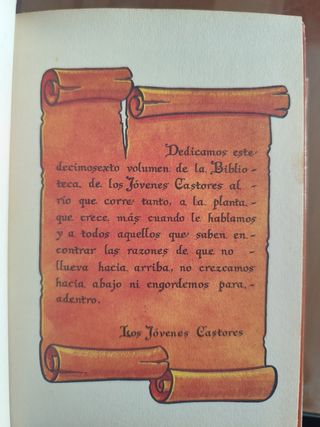 Dedicamos este
decimosexto volumen de la Biblio-
teca de los Jóvenes Castores al
río que corre tanto, a la planta
que crece más cuando le hablamos
y a todos aquellos que saben en-
contrar las razones de que no
llueva hacia arriba, no crezcamos
hacia abajo ni engordemos para
adentro.
Los Jóvenes Castores